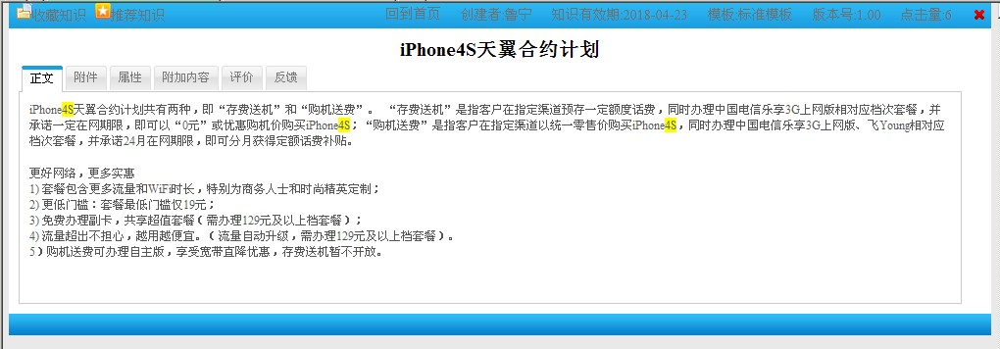 收藏知识 推荐知识 回到首页 创建者:鲁宁 知识有效期:2018-04-23 模板:标准模板 版本号:1.00 点击量:6
iPhone4S天翼合约计划
正文 附件 属性 附加内容 评价 反馈
iPhone4S天翼合约计划共有两种，即“存费送机”和“购机送费”。 “存费送机”是指客户在指定渠道预存一定额度话费，同时办理中国电信乐享3G上网版相对应档次套餐，并
承诺一定在网期限，即可以“0元”或优惠购机价购买iPhone4S；“购机送费”是指客户在指定渠道以统一零售价购买iPhone4S，同时办理中国电信乐享3G上网版、飞Young相对应
档次套餐，并承诺24月在网期限，即可分月获得定额话费补贴。
更好网络，更多实惠
1) 套餐包含更多流量和WiFi时长，特别为商务人士和时尚精英定制；
2) 更低门槛：套餐最低门槛仅19元；
3) 免费办理副卡，共享超值套餐（需办理129元及以上档套餐）；
4) 流量超出不担心，越用越便宜。（流量自动升级，需办理129元及以上档套餐）。
5）购机送费可办理自主版，享受宽带直降优惠，存费送机暂不开放。